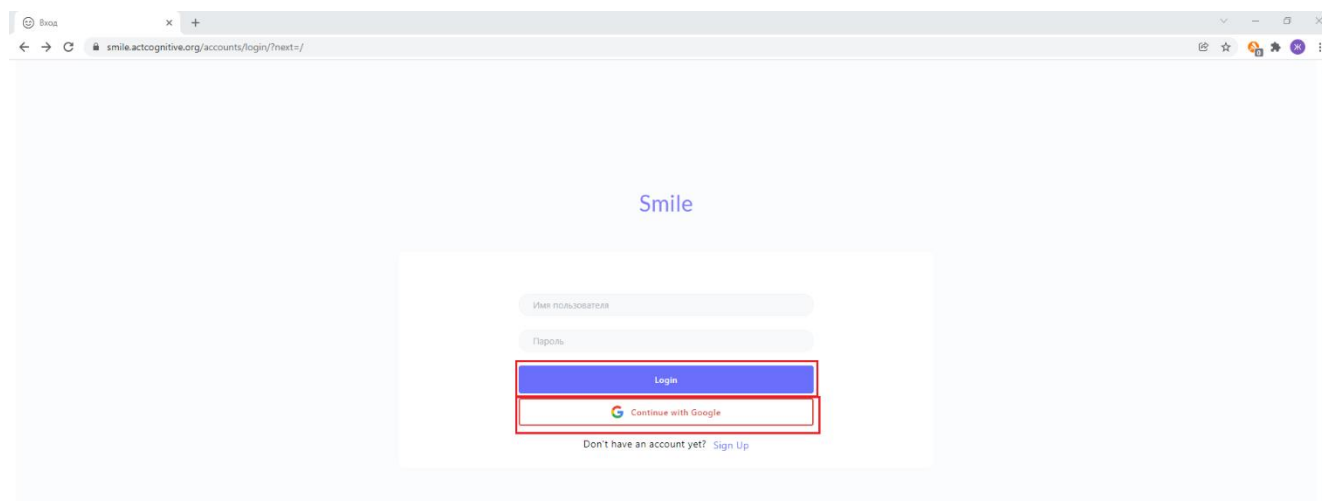 Вход
smile.actcognitive.org/accounts/login/?next=/
0
Ж
Smile
Имя пользователя
Пароль
Login
Continue with Google
Don't have an account yet? Sign Up